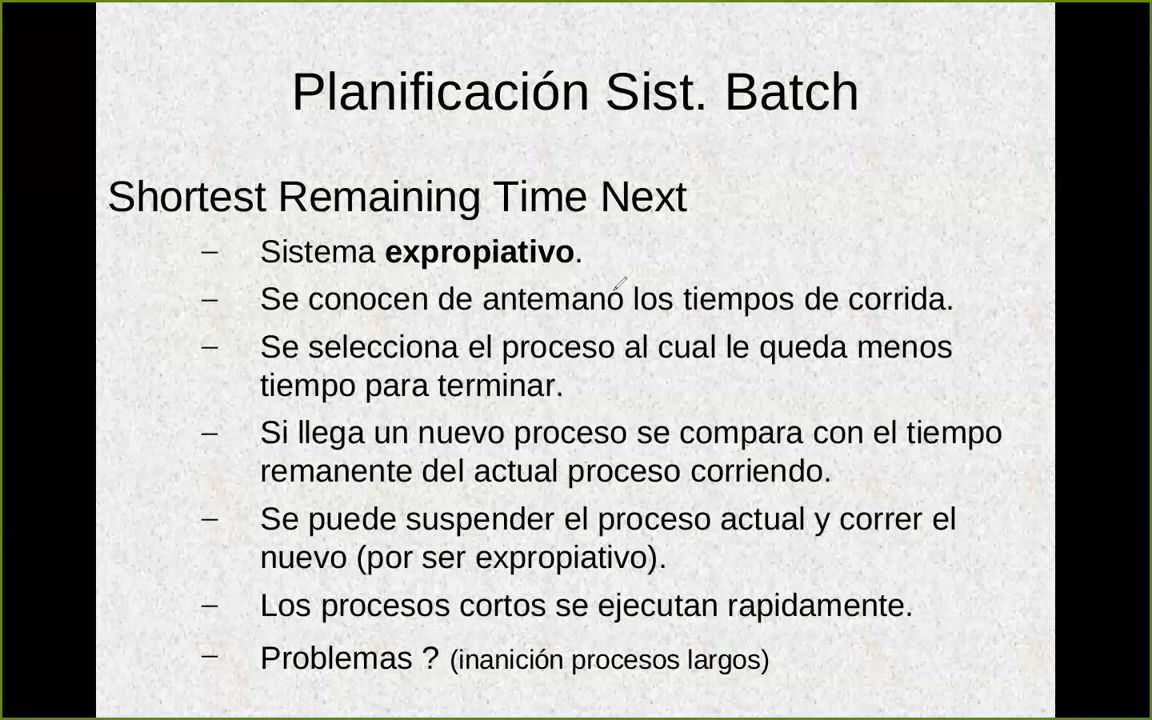 Planificación Sist. Batch
Shortest Remaining Time Next
– Sistema expropiativo.
– Se conocen de antemano los tiempos de corrida.
– Se selecciona el proceso al cual le queda menos
tiempo para terminar.
– Si llega un nuevo proceso se compara con el tiempo
remanente del actual proceso corriendo.
– Se puede suspender el proceso actual y correr el
nuevo (por ser expropiativo).
– Los procesos cortos se ejecutan rapidamente.
– Problemas ? (inanición procesos largos)